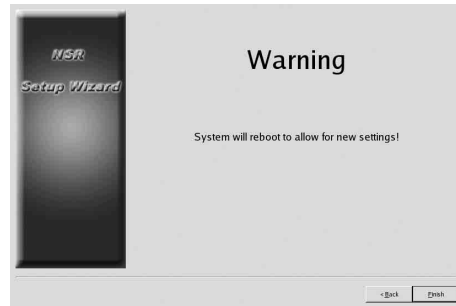 NSR
Setup Wizard
Warning
System will reboot to allow for new settings!
< Back
Finish